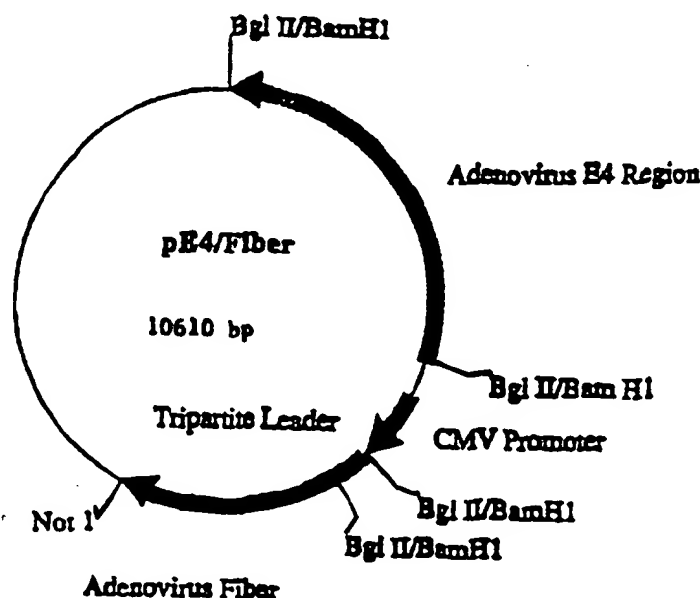 Bgl II/BamH1
Adenovirus E4 Region
pE4/Fiber
10610 bp
Bgl II/Bam H1
Tripartite Leader
CMV Promoter
Bgl II/BamH1
Not 1
Bgl II/BamH1
Adenovirus Fiber